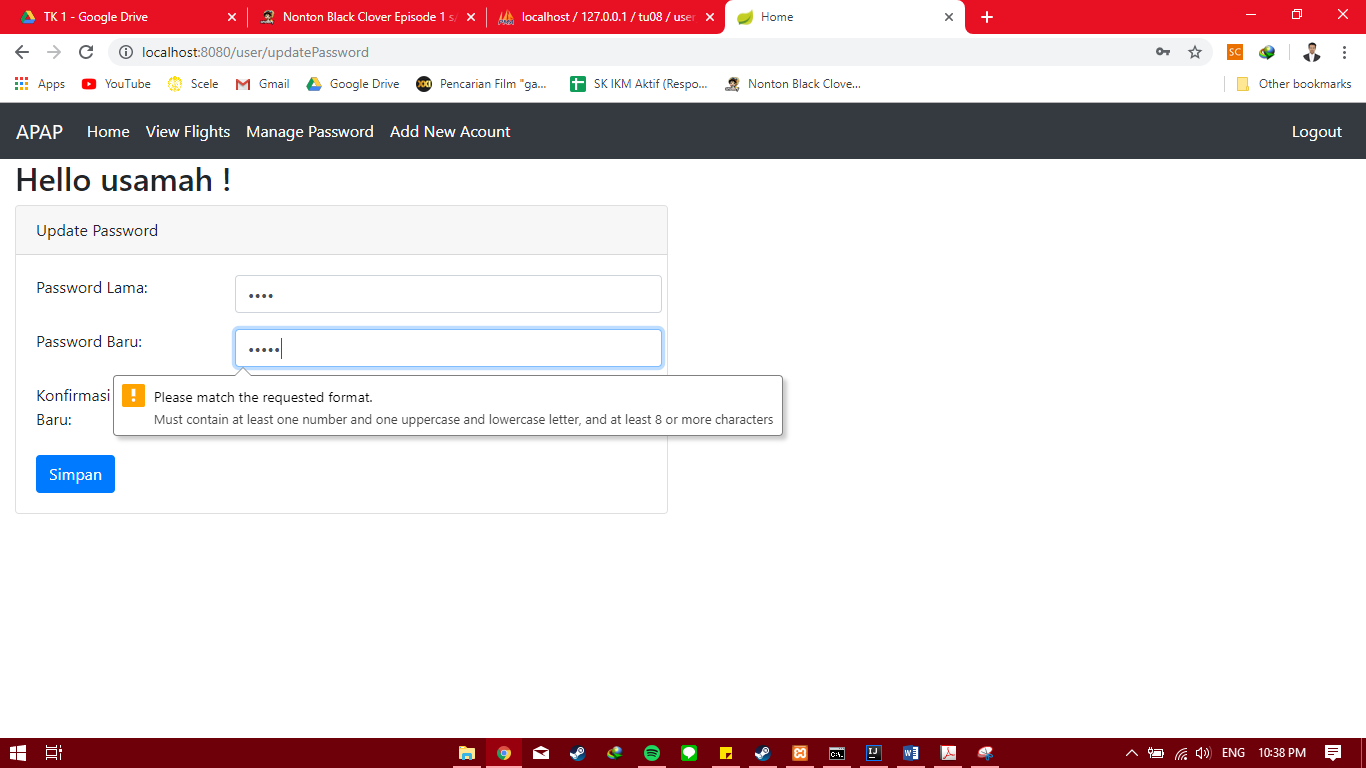 TK 1 - Google Drive
Nonton Black Clover Episode 1 s/
localhost / 127.0.0.1 / tu08 / user
Home
localhost:8080/user/updatePassword
SC
Apps
YouTube
Scele
Gmail
Google Drive
XXI
Pencarian Film "ga...
SK IKM Aktif (Respo...
Nonton Black Clove...
Other bookmarks
APAP Home View Flights Manage Password Add New Acount Logout
Hello usamah !
Update Password
Password Lama:
Password Baru:
Konfirmasi
Baru:
Please match the requested format.
Must contain at least one number and one uppercase and lowercase letter, and at least 8 or more characters
Simpan
ENG 10:38 PM